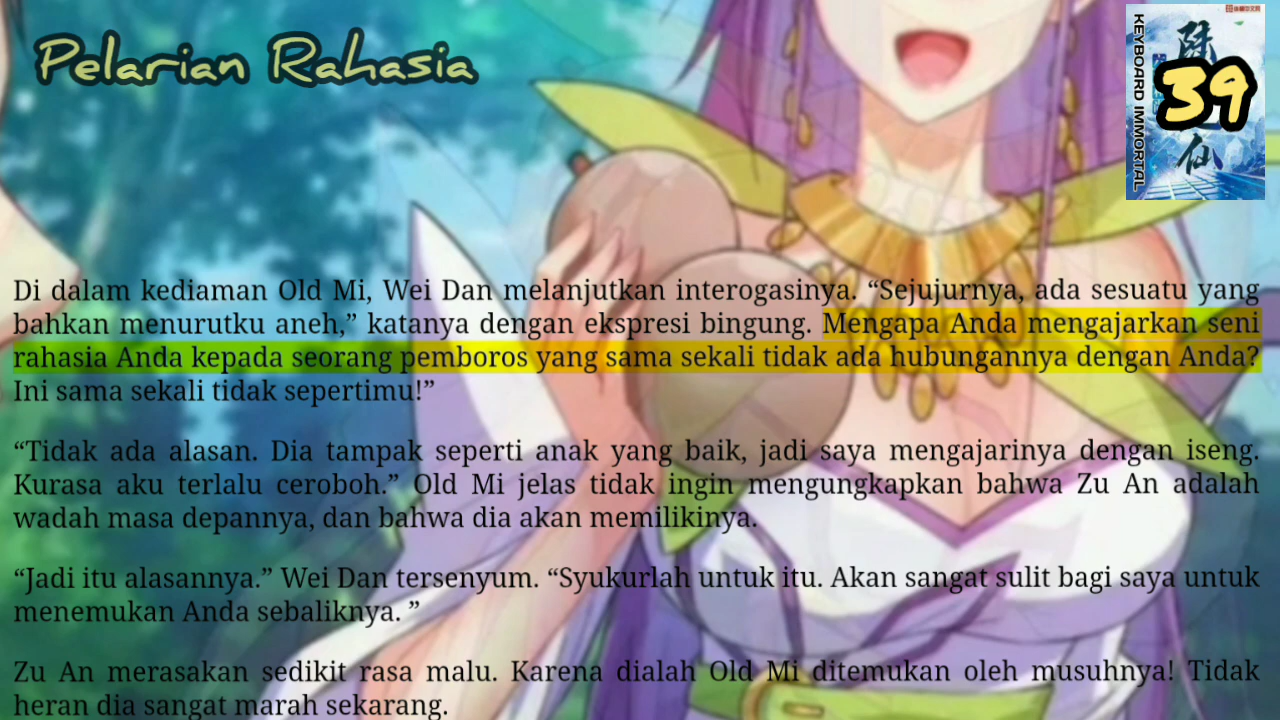 Pelarian Rahasia
KEYBOARD IMMORTAL
39
仙
Di dalam kediaman Old Mi, Wei Dan melanjutkan interogasinya. “Sejujurnya, ada sesuatu yang
bahkan menurutku aneh,” katanya dengan ekspresi bingung. Mengapa Anda mengajarkan seni
rahasia Anda kepada seorang pemboros yang sama sekali tidak ada hubungannya dengan Anda?
Ini sama sekali tidak sepertimu!”
“Tidak ada alasan. Dia tampak seperti anak yang baik, jadi saya mengajarinya dengan iseng.
Kurasa aku terlalu ceroboh.” Old Mi jelas tidak ingin mengungkapkan bahwa Zu An adalah
wadah masa depannya, dan bahwa dia akan memilikinya.
“Jadi itu alasannya.” Wei Dan tersenyum. “Syukurlah untuk itu. Akan sangat sulit bagi saya untuk
menemukan Anda sebaliknya. ”
Zu An merasakan sedikit rasa malu. Karena dialah Old Mi ditemukan oleh musuhnya! Tidak
heran dia sangat marah sekarang.